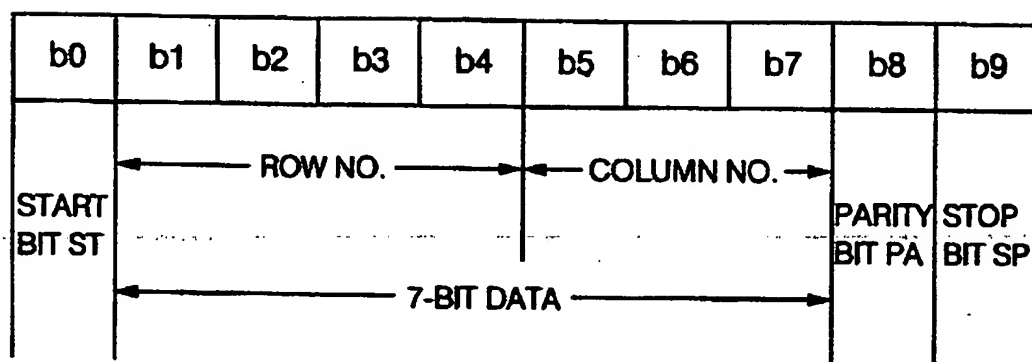 b0 b1 b2 b3 b4 b5 b6 b7 b8 b9
ROW NO. COLUMN NO.
START BIT ST
PARITY BIT PA
STOP BIT SP
7-BIT DATA